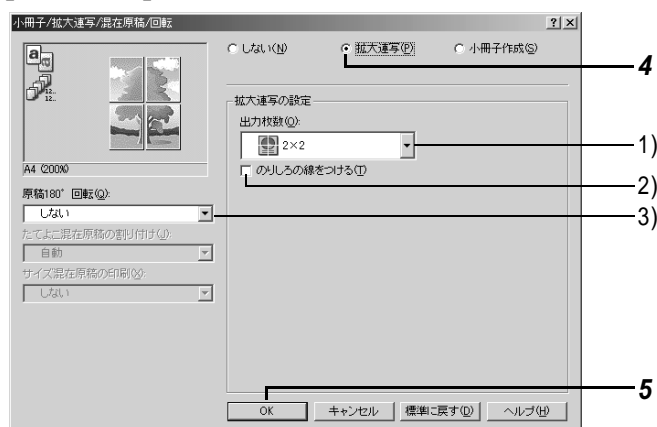 小冊子/拡大連写/混在原稿/回転
しない(N)
拡大連写(P)
小冊子作成(S)
4
a
a
12..
12..
拡大連写の設定
出力枚数(O):
2×2
1)
A4 (200%)
のりしろの線をつける(T)
2)
原稿180° 回転(Q):
しない
3)
たてよこ混在原稿の割り付け(J):
自動
サイズ混在原稿の印刷(X):
しない
5
OK
キャンセル
標準に戻す(D)
ヘルプ(H)